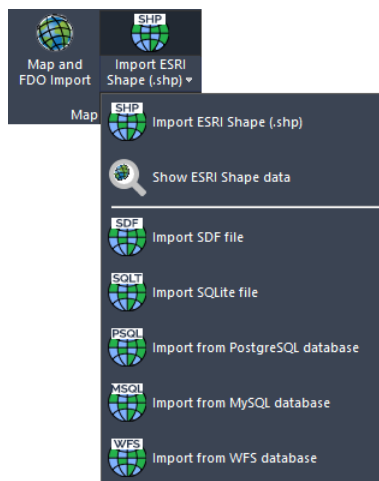 SHP
Map and
FDO Import
Import ESRI
Shape (.shp)
Map
SHP
Import ESRI Shape (.shp)
Show ESRI Shape data
SDF
Import SDF file
SQLT
Import SQLite file
PSQL
Import from PostgreSQL database
MSQL
Import from MySQL database
WFS
Import from WFS database